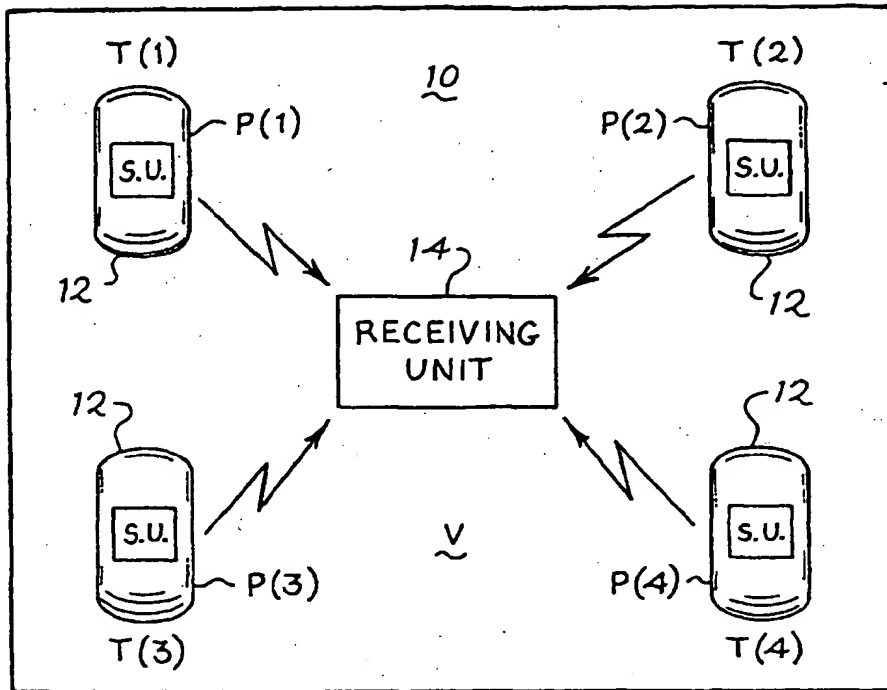 T(1)
10
T(2)
P(1)
P(2)
S.U.
S.U.
14
12
12
RECEIVING
UNIT
12
12
S.U.
S.U.
V
P(3)
P(4)
T(3)
T(4)